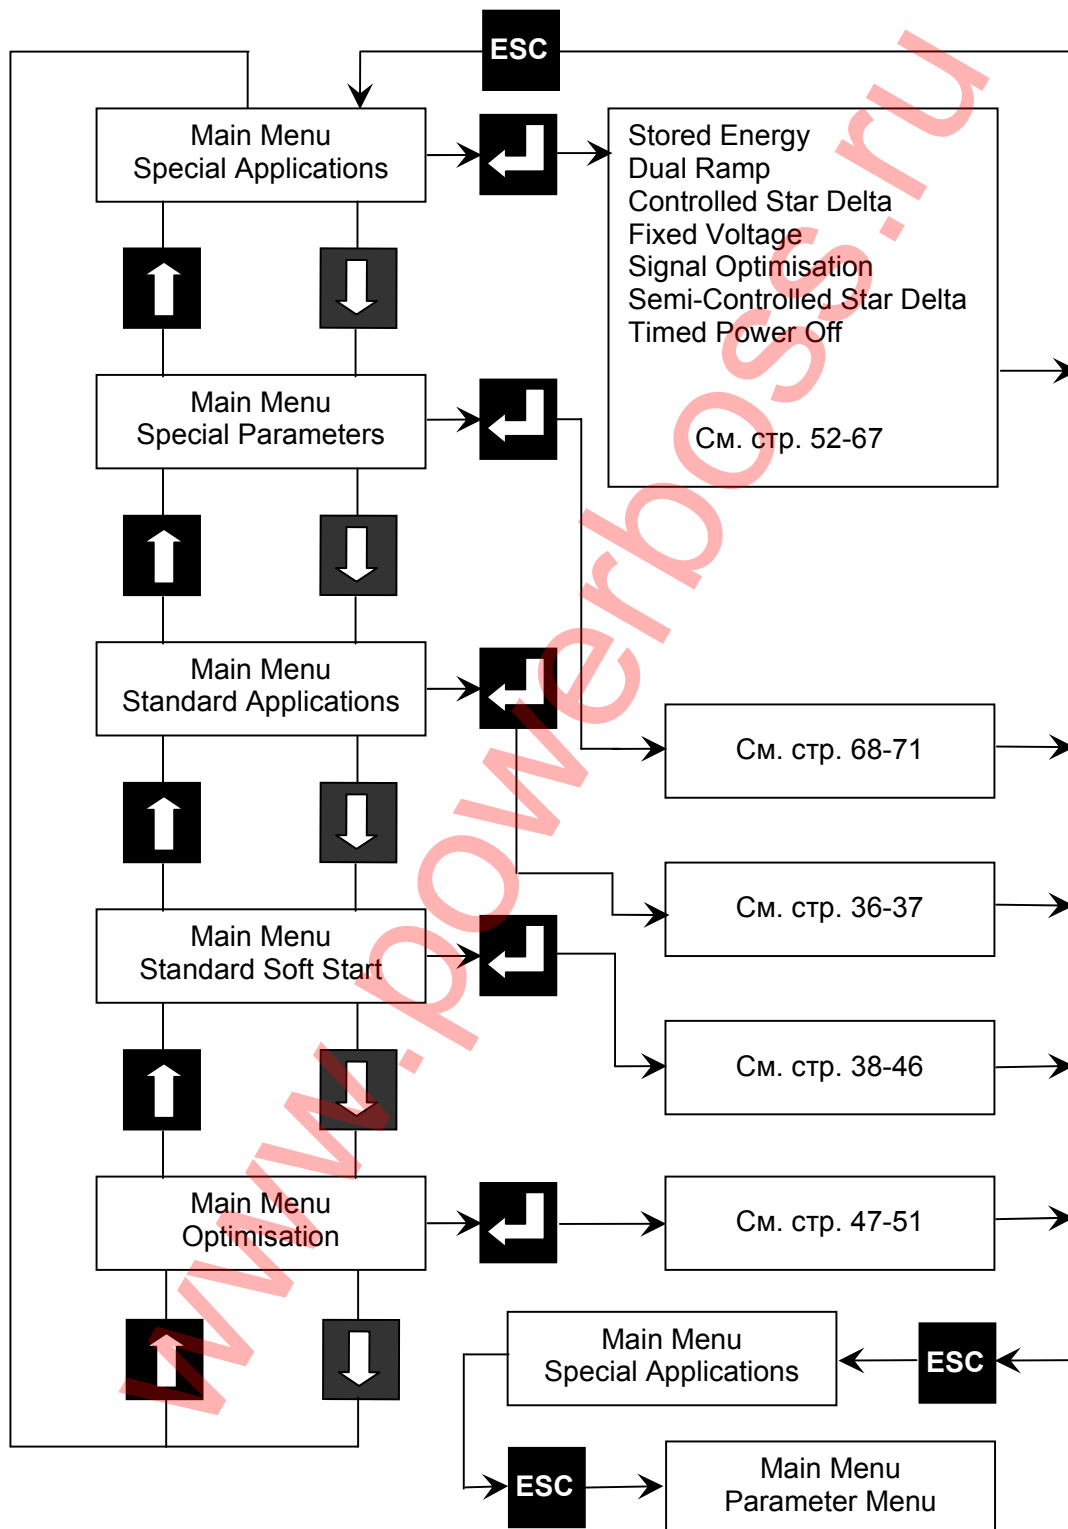 ESC
Main Menu
Special Applications
Stored Energy
Dual Ramp
Controlled Star Delta
Fixed Voltage
Signal Optimisation
Semi-Controlled Star Delta
Timed Power Off
См. стр. 52-67
Main Menu
Special Parameters
Main Menu
Standard Applications
См. стр. 68-71
См. стр. 36-37
Main Menu
Standard Soft Start
См. стр. 38-46
Main Menu
Optimisation
См. стр. 47-51
Main Menu
Special Applications
ESC
ESC
Main Menu
Parameter Menu
www.powerboss.ru